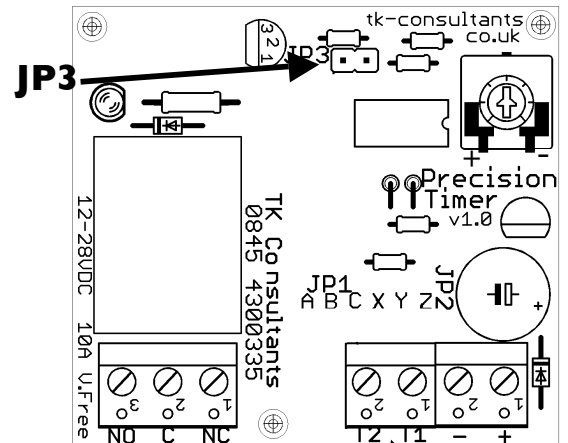 tk-consultants
co.uk
3
2
1
JP3
JP3
+ -
Precision
Timer
v1.0
12-28VDC 10A V.Free
TK Consultants
0845 4300335
JP1
A B C X Y Z
JP2
+
3 2 1
2 1 2 1
NO C NC
T2 T1 - +